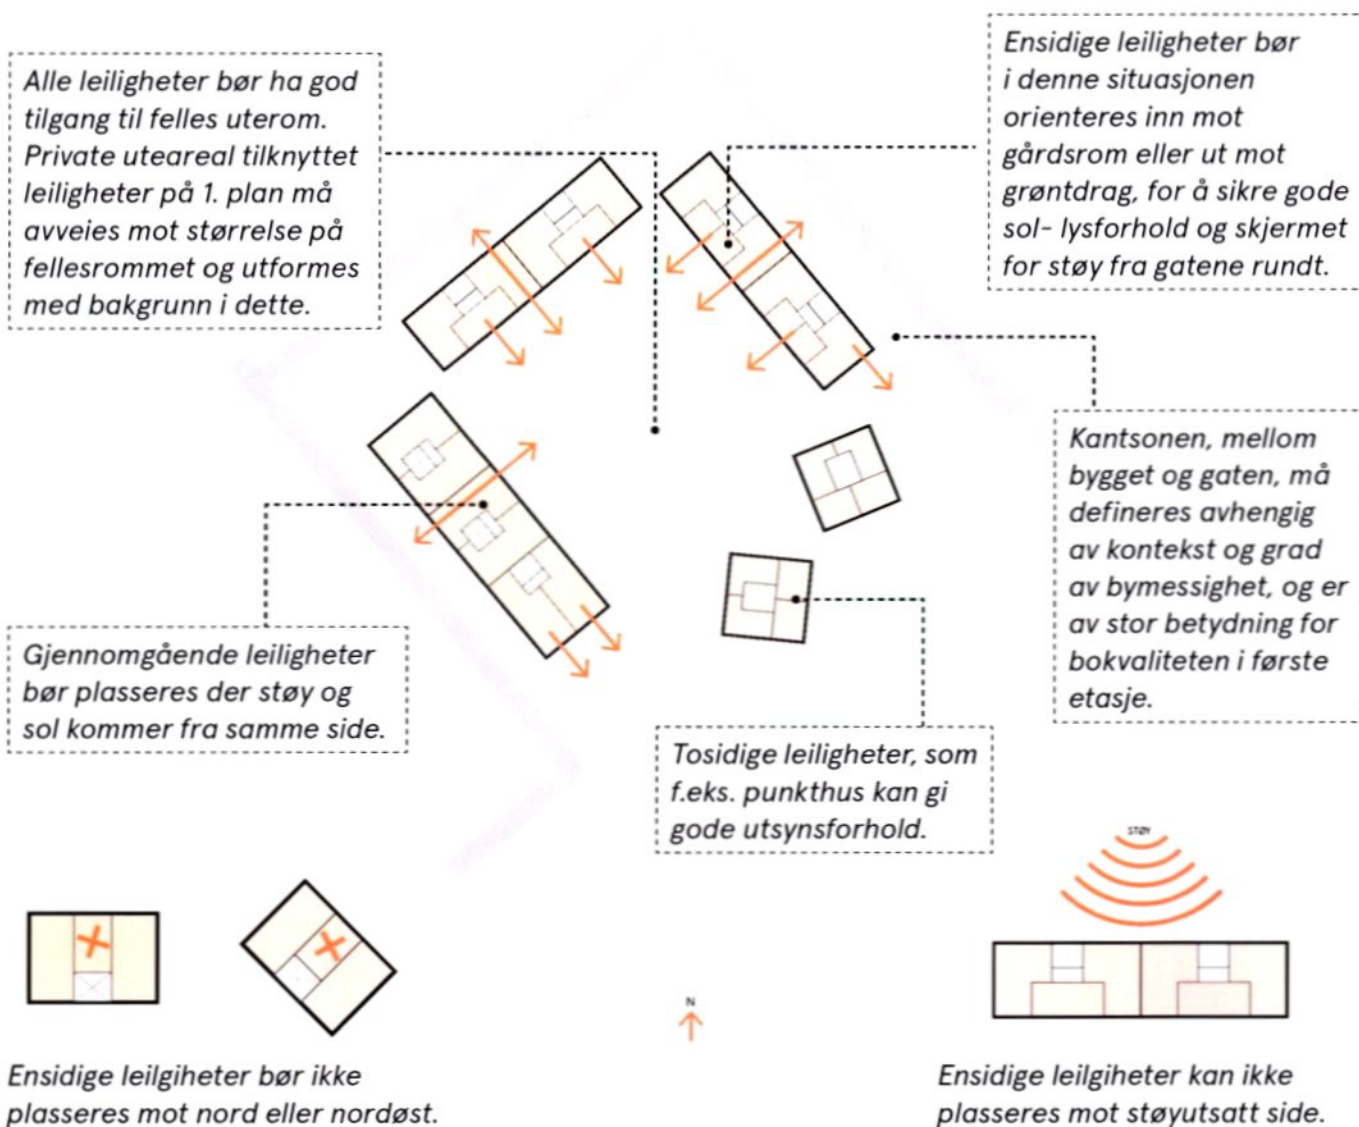 Alle leiligheter bør ha god
tilgang til felles uterom.
Private uteareal tilknyttet
leiligheter på 1. plan må
avveies mot størrelse på
fellesrommet og utformes
med bakgrunn i dette.
Ensidige leiligheter bør
i denne situasjonen
orienteres inn mot
gårdsrom eller ut mot
grøntdrag, for å sikre gode
sol- lysforhold og skjermet
for støy fra gatene rundt.
Kantsonen, mellom
bygget og gaten, må
defineres avhengig
av kontekst og grad
av bymessighet, og er
av stor betydning for
bokvaliteten i første
etasje.
Gjennomgående leiligheter
bør plasseres der støy og
sol kommer fra samme side.
Tosidige leiligheter, som
f.eks. punkthus kan gi
gode utsynsforhold.
STØY
N
Ensidige leilgiheter bør ikke
plasseres mot nord eller nordøst.
Ensidige leilgiheter kan ikke
plasseres mot støyutsatt side.